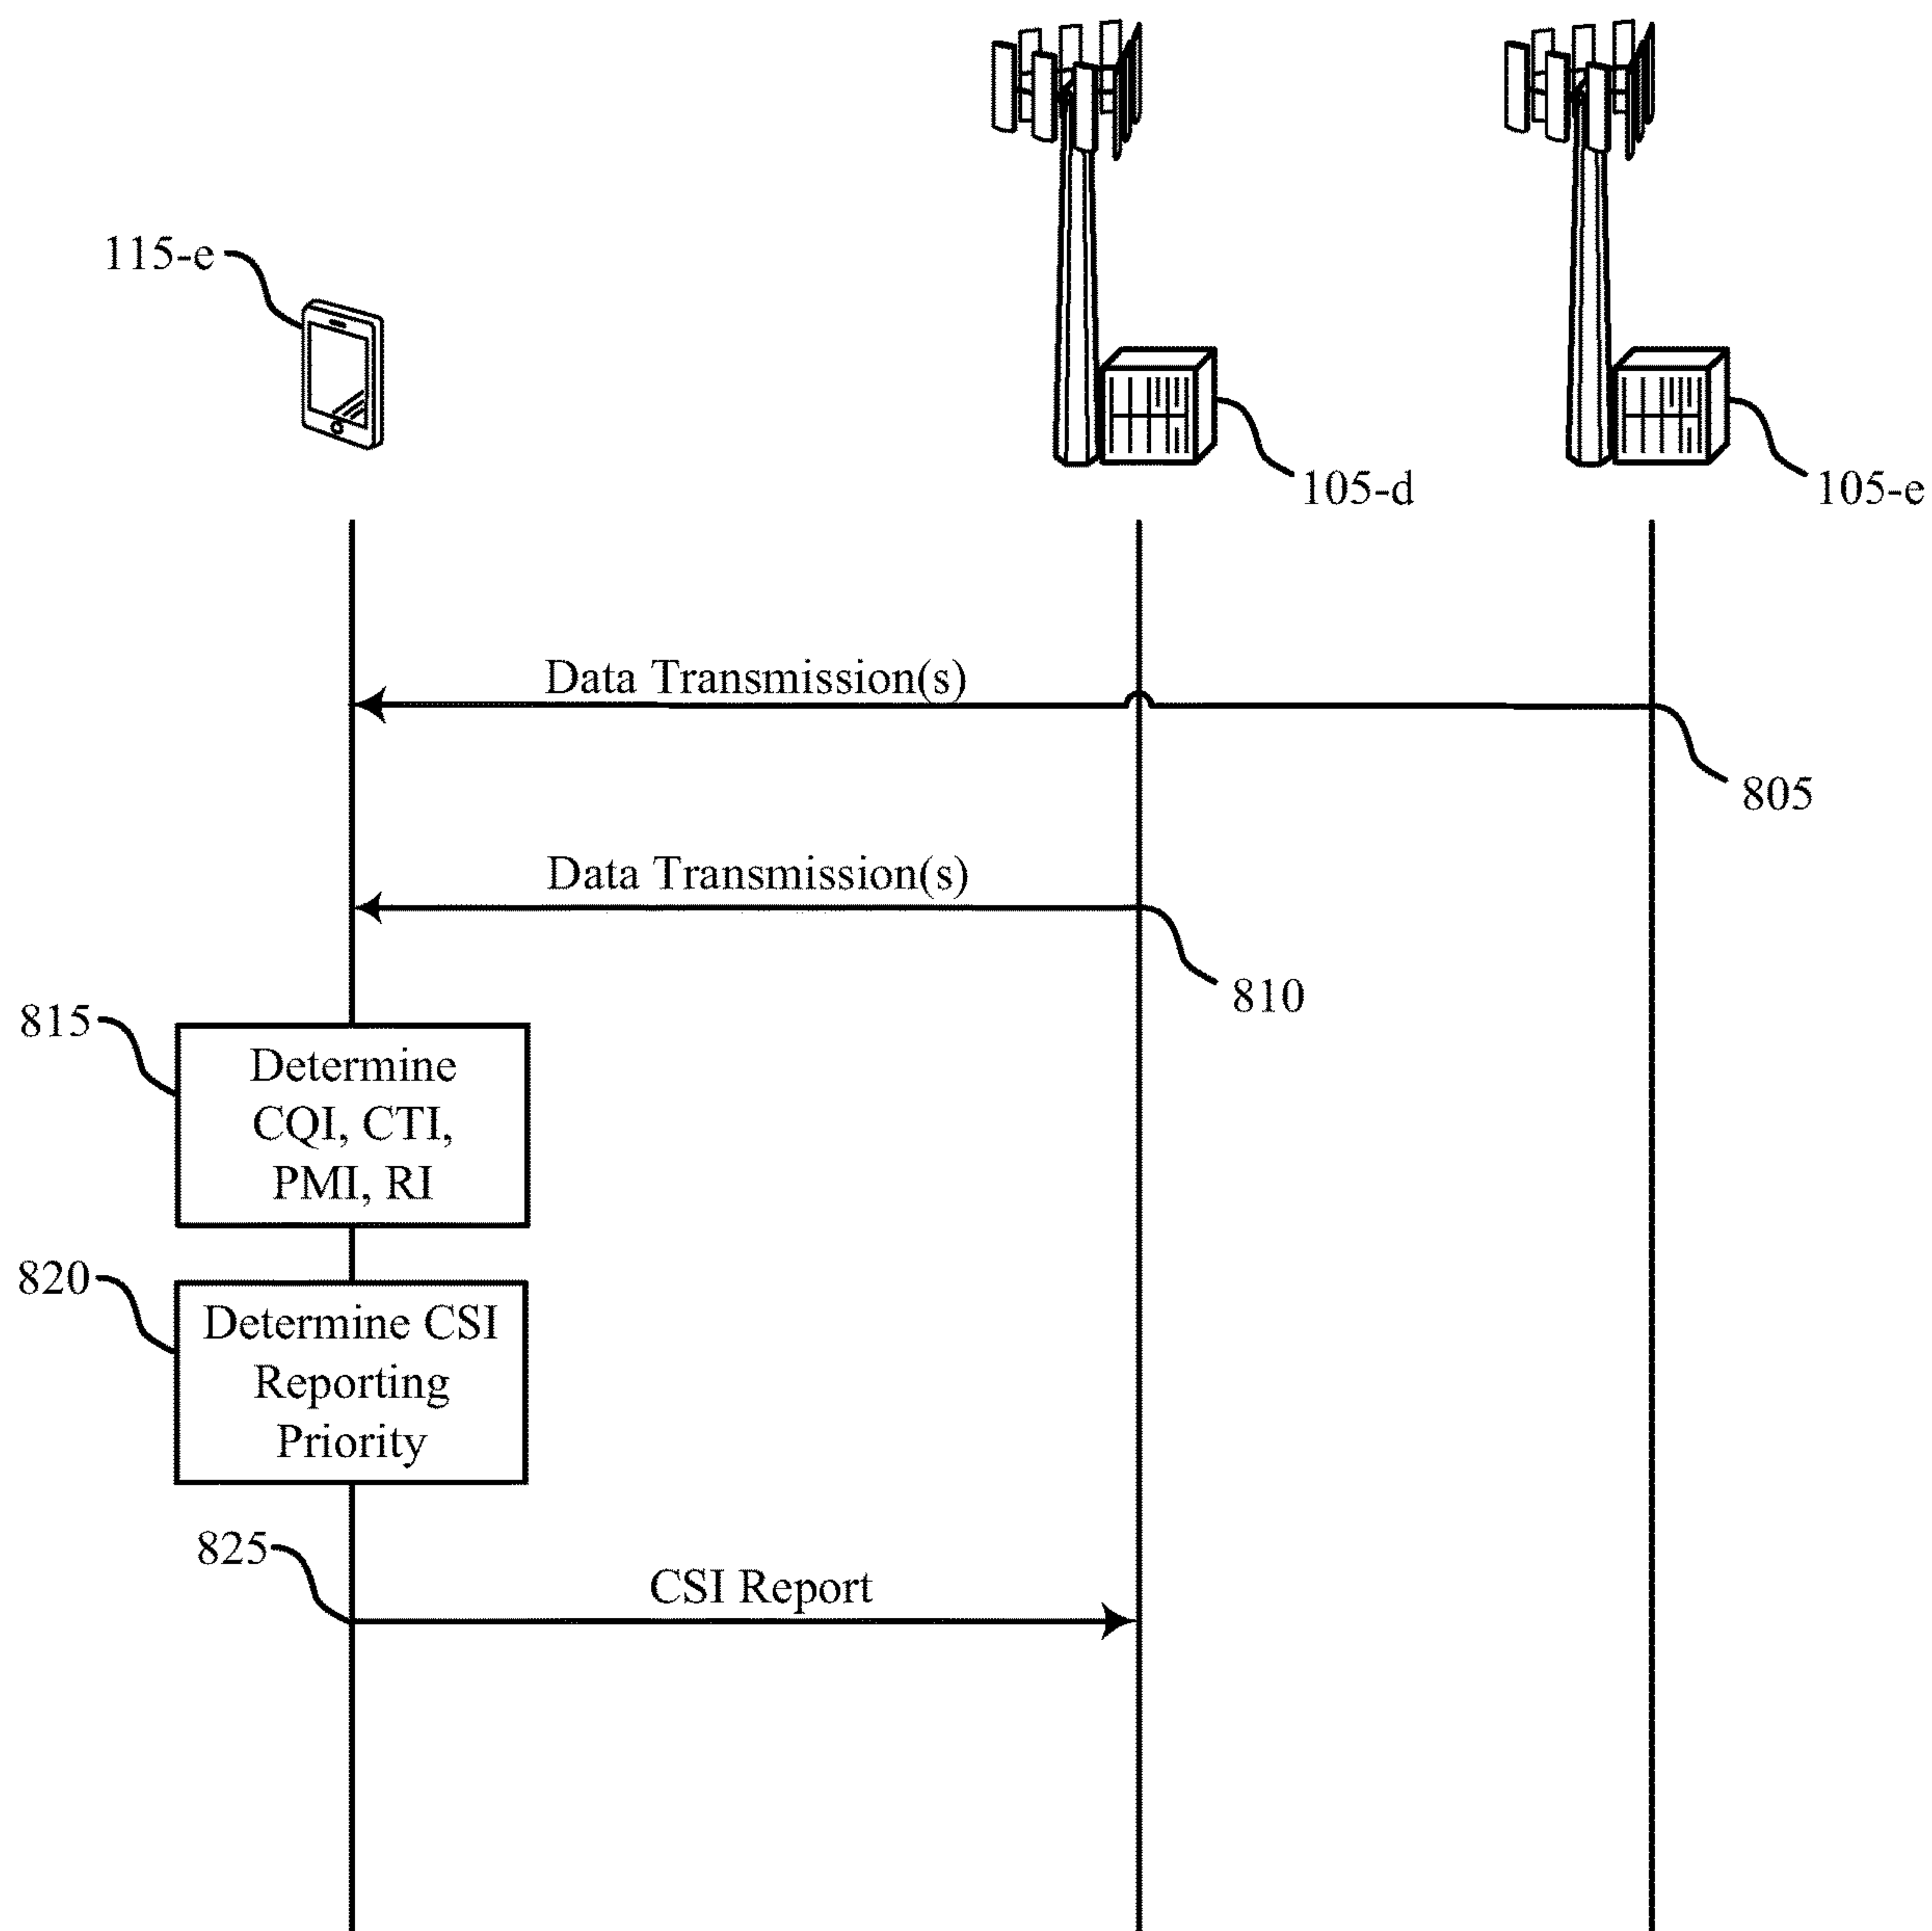 115-e
105-d
105-e
Data Transmission(s)
805
Data Transmission(s)
810
815
Determine
CQI, CTI,
PMI, RI
820
Determine CSI
Reporting
Priority
825
CSI Report